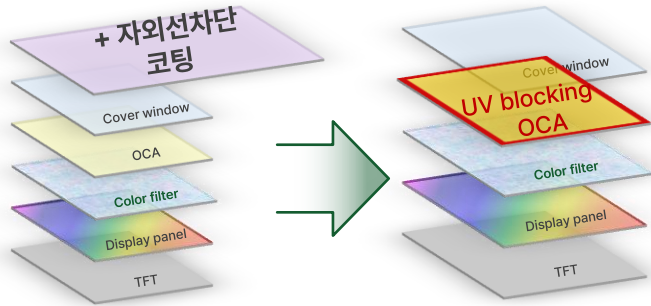 + 자외선차단
코팅
Cover window
OCA
Color filter
Display panel
TFT
Cover window
UV blocking
OCA
Color filter
Display panel
TFT